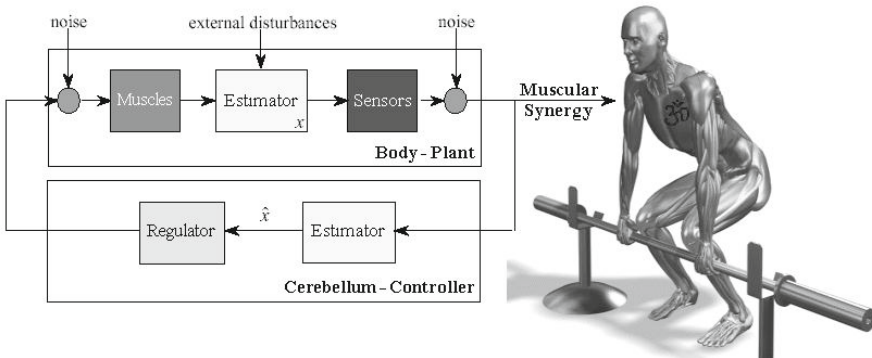 noise
external disturbances
noise
Muscles
Estimator
x
Sensors
Muscular
Synergy
Body - Plant
Regulator
x̂
Estimator
Cerebellum - Controller
ॐ